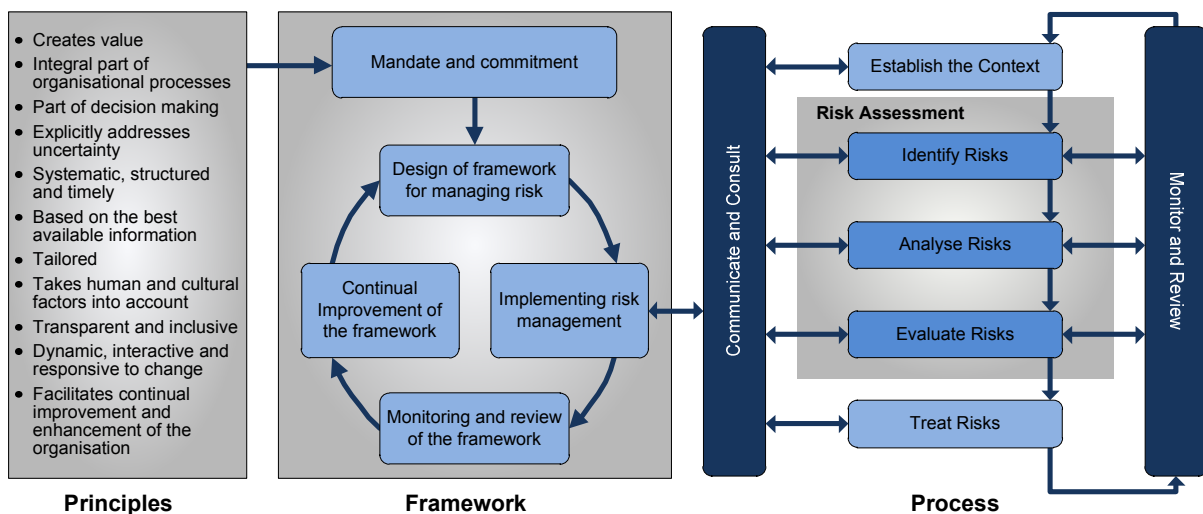 • Creates value
• Integral part of
organisational processes
• Part of decision making
• Explicitly addresses
uncertainty
• Systematic, structured
and timely
• Based on the best
available information
• Tailored
• Takes human and cultural
factors into account
• Transparent and inclusive
• Dynamic, interactive and
responsive to change
• Facilitates continual
improvement and
enhancement of the
organisation
Principles
Mandate and commitment
Design of framework
for managing risk
Continual
Improvement of
the framework
Implementing risk
management
Monitoring and review
of the framework
Framework
Communicate and Consult
Establish the Context
Risk Assessment
Identify Risks
Analyse Risks
Evaluate Risks
Treat Risks
Monitor and Review
Process